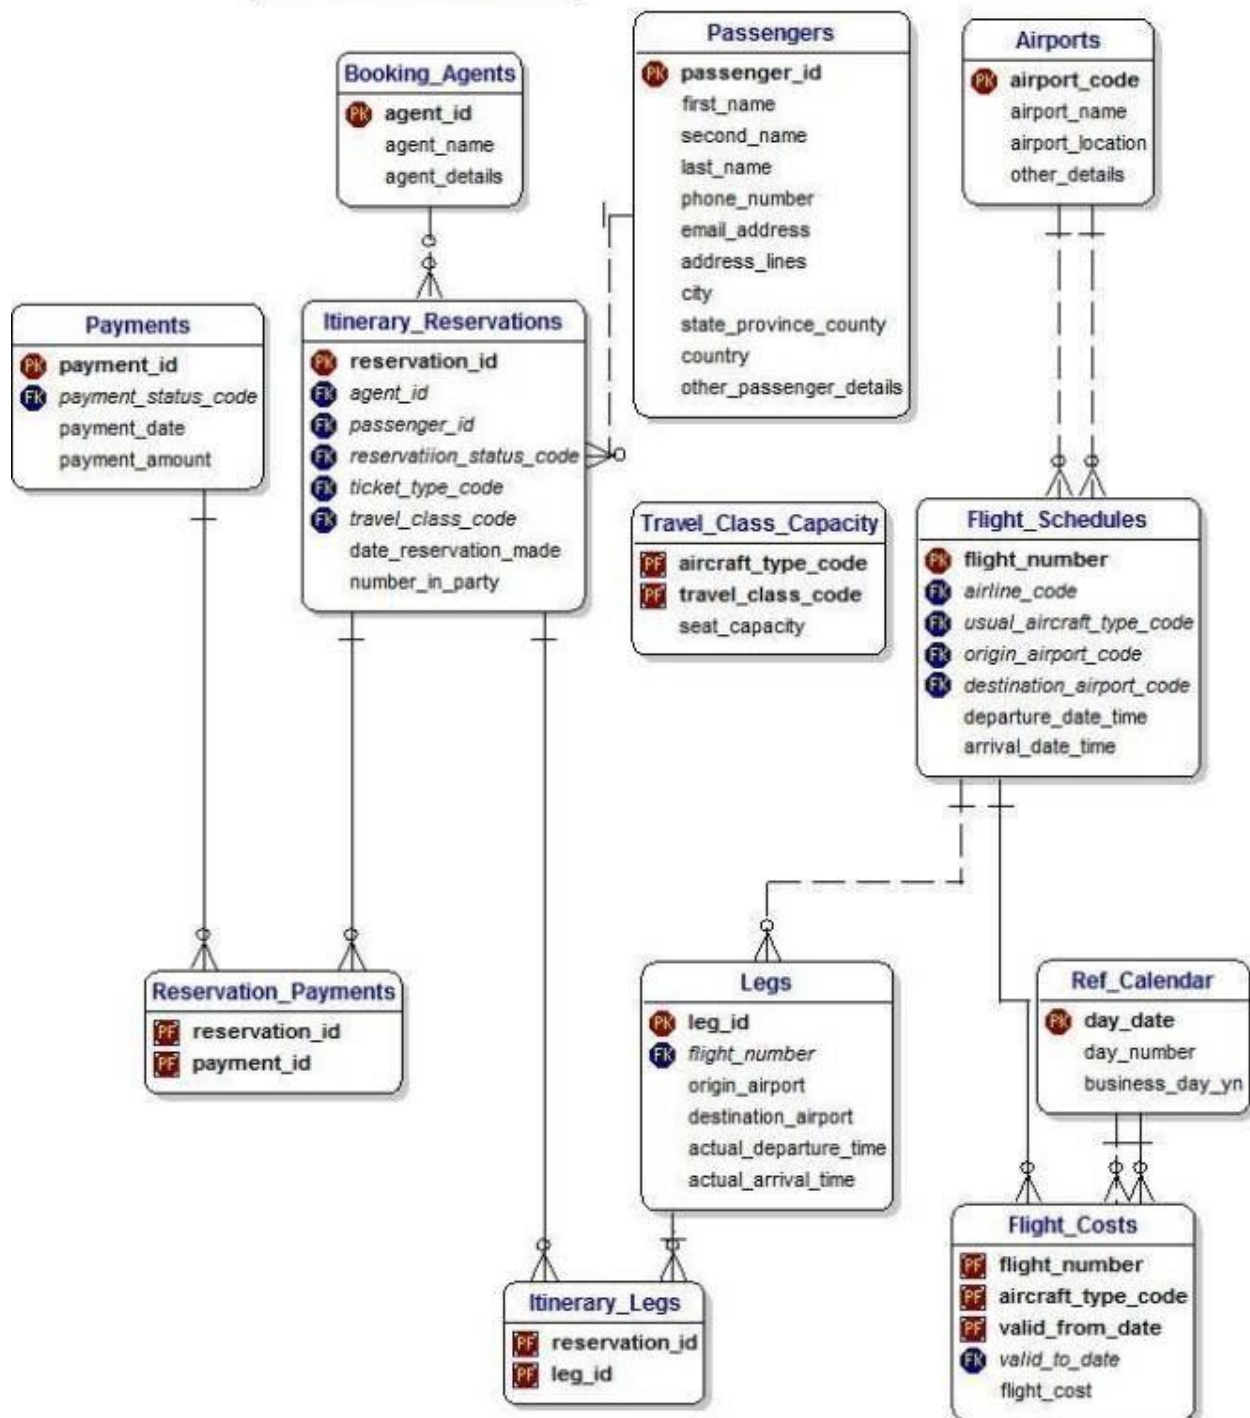 Booking_Agents
PK agent_id
agent_name
agent_details
Passengers
PK passenger_id
first_name
second_name
last_name
phone_number
email_address
address_lines
city
state_province_county
country
other_passenger_details
Airports
PK airport_code
airport_name
airport_location
other_details
Payments
PK payment_id
FK payment_status_code
payment_date
payment_amount
Itinerary_Reservations
PK reservation_id
FK agent_id
FK passenger_id
FK reservatiion_status_code
FK ticket_type_code
FK travel_class_code
date_reservation_made
number_in_party
Travel_Class_Capacity
PF aircraft_type_code
PF travel_class_code
seat_capacity
Flight_Schedules
PK flight_number
FK airline_code
FK usual_aircraft_type_code
FK origin_airport_code
FK destination_airport_code
departure_date_time
arrival_date_time
Reservation_Payments
PF reservation_id
PF payment_id
Legs
PK leg_id
FK flight_number
origin_airport
destination_airport
actual_departure_time
actual_arrival_time
Ref_Calendar
PK day_date
day_number
business_day_yn
Itinerary_Legs
PF reservation_id
PF leg_id
Flight_Costs
PF flight_number
PF aircraft_type_code
PF valid_from_date
FK valid_to_date
flight_cost